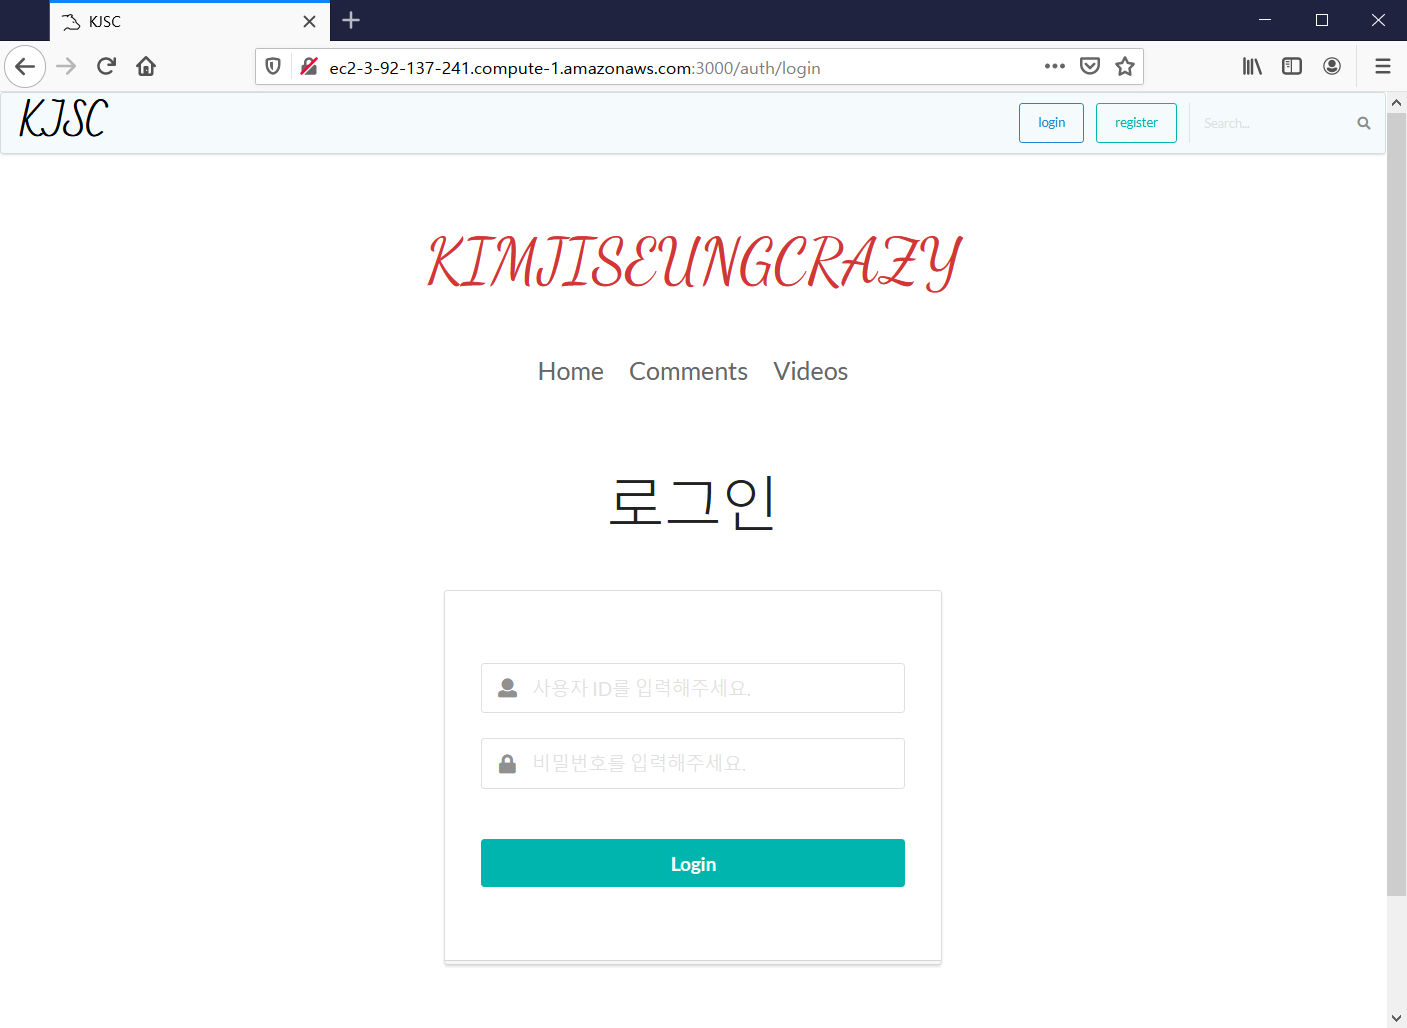 KJSC
ec2-3-92-137-241.compute-1.amazonaws.com:3000/auth/login
KJSC
login
register
Search...
KIMJISEUNGCRAZY
Home Comments Videos
로그인
사용자 ID를 입력해주세요.
비밀번호를 입력해주세요.
Login